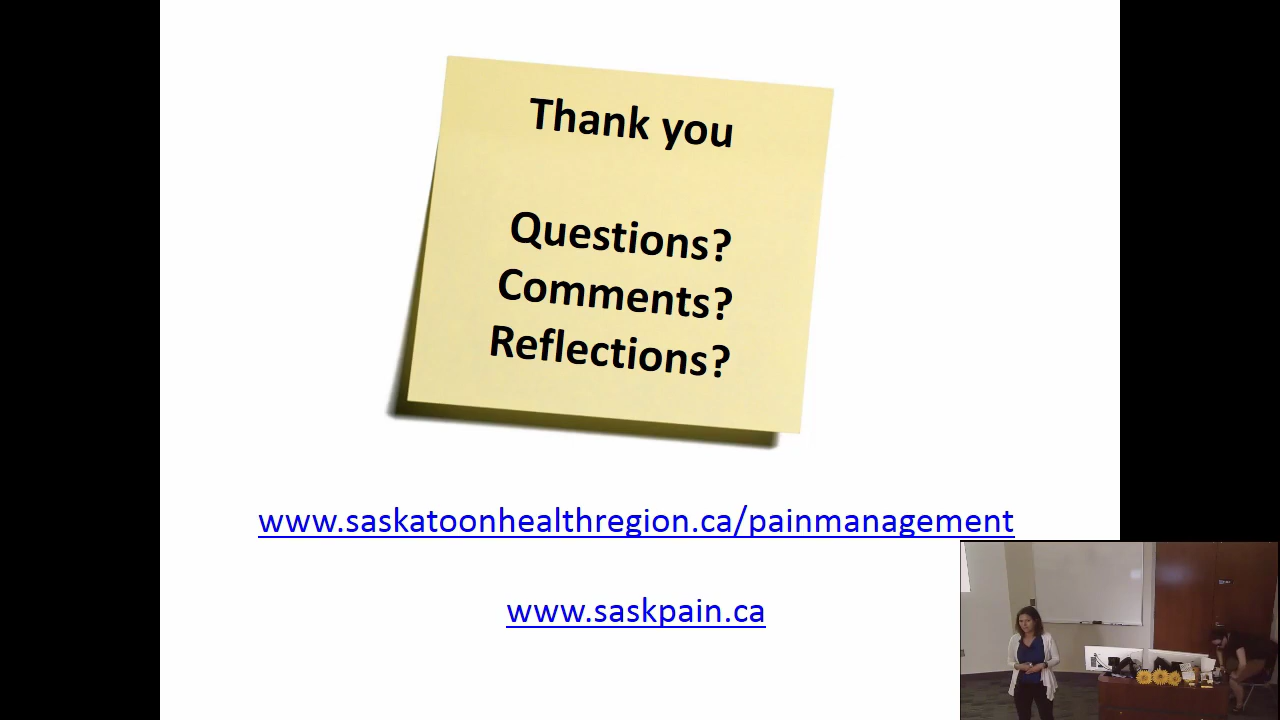 Thank you
Questions?
Comments?
Reflections?
www.saskatoonhealthregion.ca/painmanagement
www.saskpain.ca